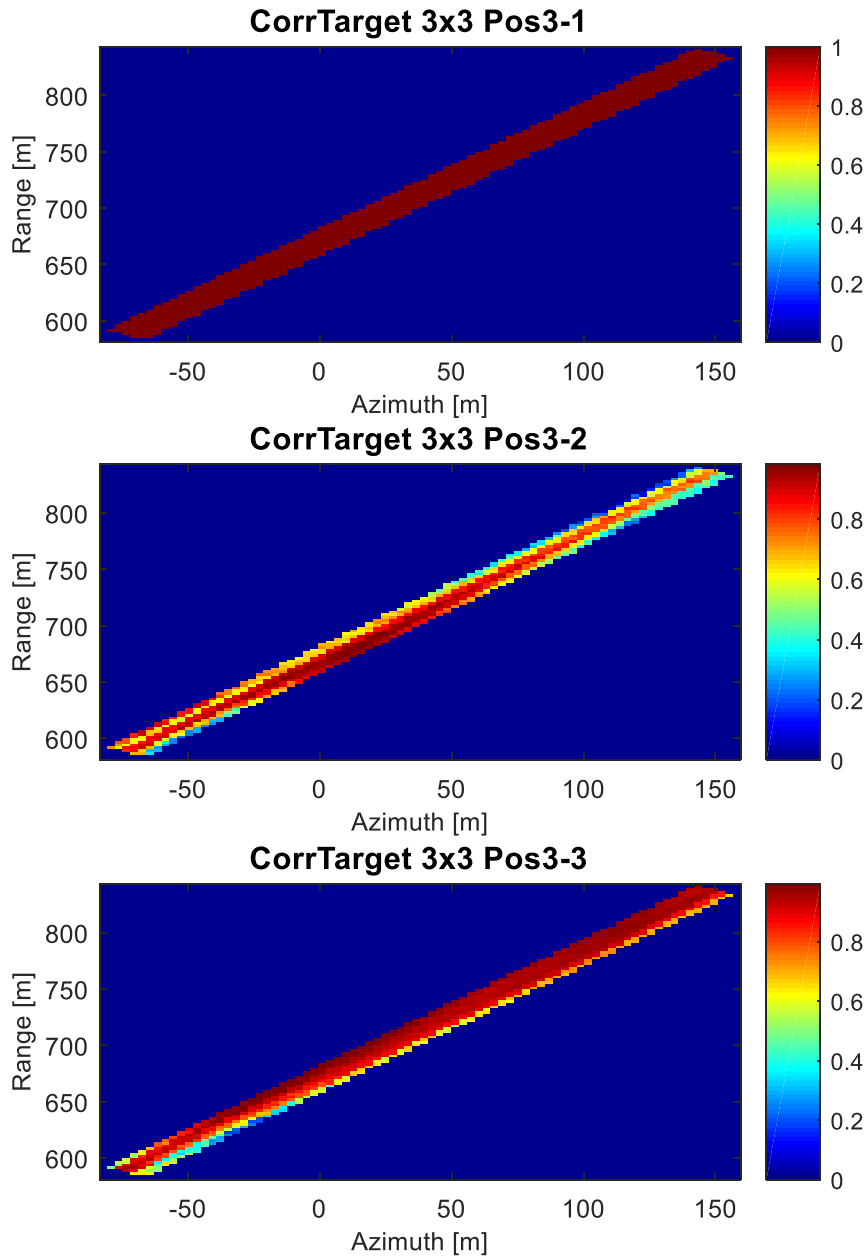 CorrTarget 3x3 Pos3-1
Range [m]
800
750
700
650
600
-50 0 50 100 150
Azimuth [m]
1
0.8
0.6
0.4
0.2
0
CorrTarget 3x3 Pos3-2
Range [m]
800
750
700
650
600
-50 0 50 100 150
Azimuth [m]
0.8
0.6
0.4
0.2
0
CorrTarget 3x3 Pos3-3
Range [m]
800
750
700
650
600
-50 0 50 100 150
Azimuth [m]
0.8
0.6
0.4
0.2
0